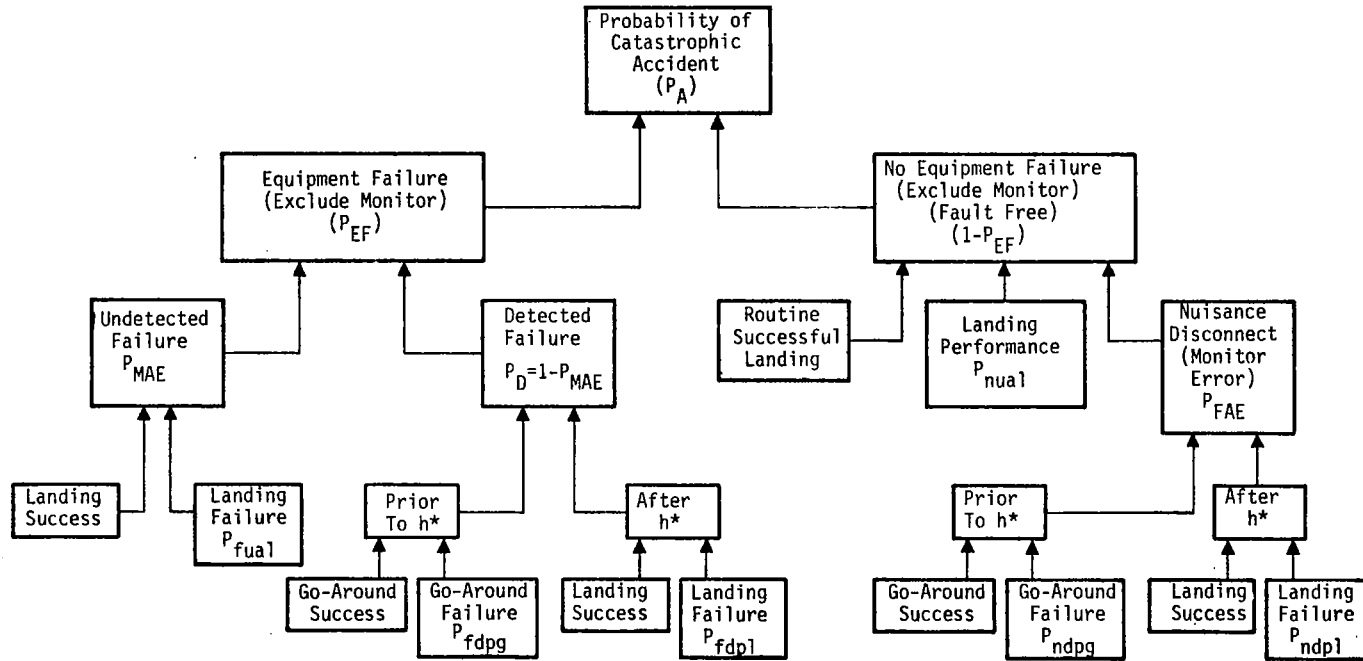 Probability of
Catastrophic
Accident
(P_A)
Equipment Failure
(Exclude Monitor)
(P_EF)
No Equipment Failure
(Exclude Monitor)
(Fault Free)
(1-P_EF)
Undetected
Failure
P_MAE
Detected
Failure
P_D=1-P_MAE
Routine
Successful
Landing
Landing
Performance
P_nual
Nuisance
Disconnect
(Monitor
Error)
P_FAE
Landing
Success
Landing
Failure
P_fual
Prior
To h*
After
h*
Prior
To h*
After
h*
Go-Around
Success
Go-Around
Failure
P_fdpg
Landing
Success
Landing
Failure
P_fdpl
Go-Around
Success
Go-Around
Failure
P_ndpg
Landing
Success
Landing
Failure
P_ndpl